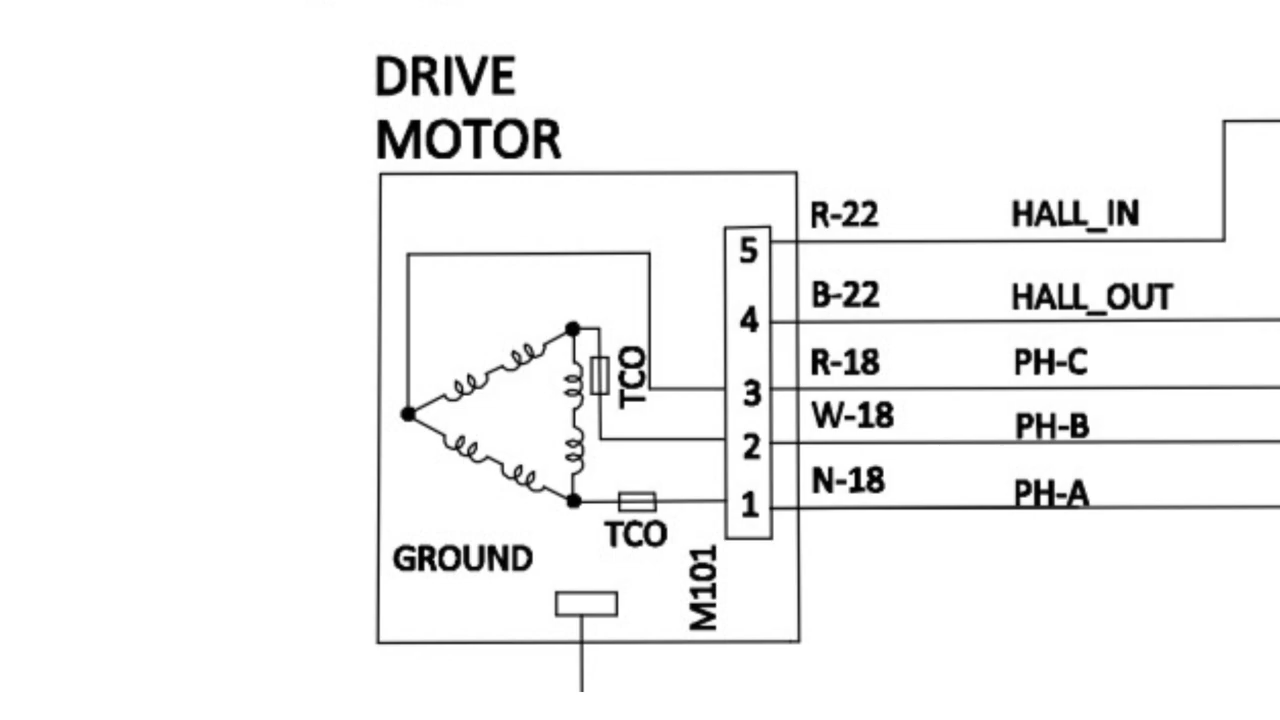 DRIVE
MOTOR
R-22 HALL_IN
5
B-22 HALL_OUT
4
R-18 PH-C
TCO
3
W-18 PH-B
2
N-18 PH-A
1
TCO
GROUND
M101